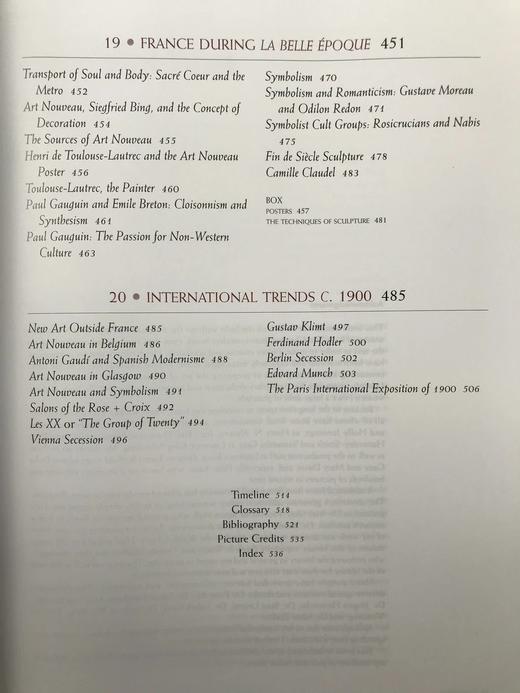 19 • FRANCE DURING LA BELLE ÉPOQUE 451
Transport of Soul and Body: Sacré Coeur and the
Metro 452
Art Nouveau, Siegfried Bing, and the Concept of
Decoration 454
The Sources of Art Nouveau 455
Henri de Toulouse-Lautrec and the Art Nouveau
Poster 456
Toulouse-Lautrec, the Painter 460
Paul Gauguin and Emile Breton: Cloisonnism and
Synthesism 461
Paul Gauguin: The Passion for Non-Western
Culture 463
Symbolism 470
Symbolism and Romanticism: Gustave Moreau
and Odilon Redon 471
Symbolist Cult Groups: Rosicrucians and Nabis
475
Fin de Siècle Sculpture 478
Camille Claudel 483
BOX
POSTERS 457
THE TECHNIQUES OF SCULPTURE 481
20 • INTERNATIONAL TRENDS C. 1900 485
New Art Outside France 485
Art Nouveau in Belgium 486
Antoni Gaudí and Spanish Modernisme 488
Art Nouveau in Glasgow 490
Art Nouveau and Symbolism 491
Salons of the Rose + Croix 492
Les XX or "The Group of Twenty" 494
Vienna Secession 496
Gustav Klimt 497
Ferdinand Hodler 500
Berlin Secession 502
Edvard Munch 503
The Paris International Exposition of 1900 506
Timeline 514
Glossary 518
Bibliography 521
Picture Credits 535
Index 536